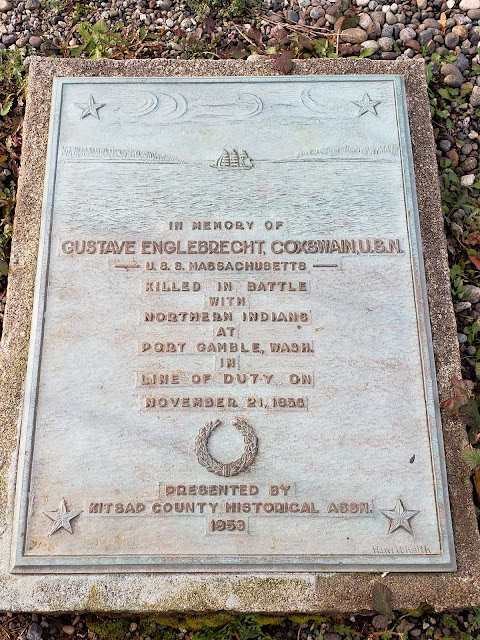 IN MEMORY OF
GUSTAVE ENGLEBRECHT, COXSWAIN, U.S.N.
U. S. S. MASSACHUSETTS
KILLED IN BATTLE
WITH
NORTHERN INDIANS
AT
PORT GAMBLE, WASH.
IN
LINE OF DUTY ON
NOVEMBER 21, 1856
PRESENTED BY
KITSAP COUNTY HISTORICAL ASSN.
1953